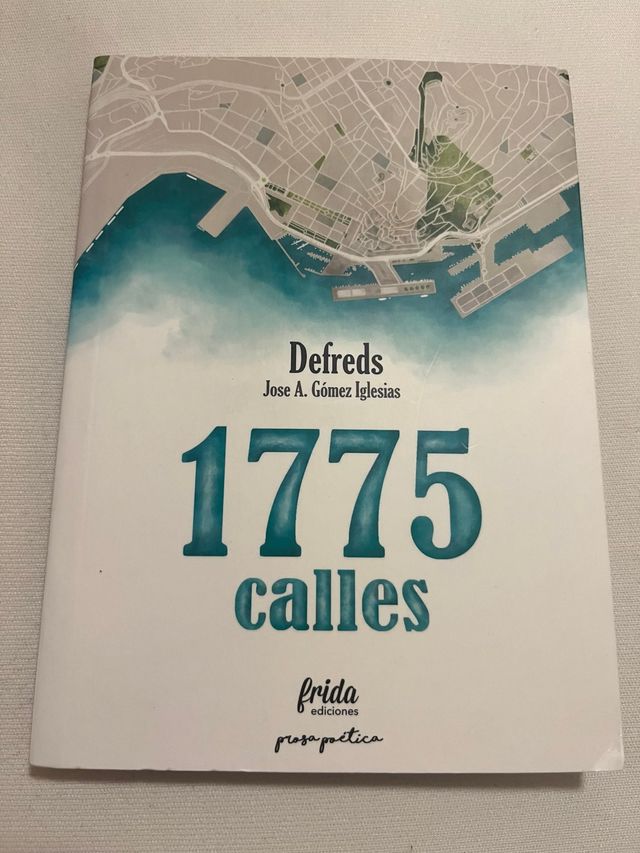 Defreds
Jose A. Gómez Iglesias
1775
calles
frida
ediciones
prosa poética